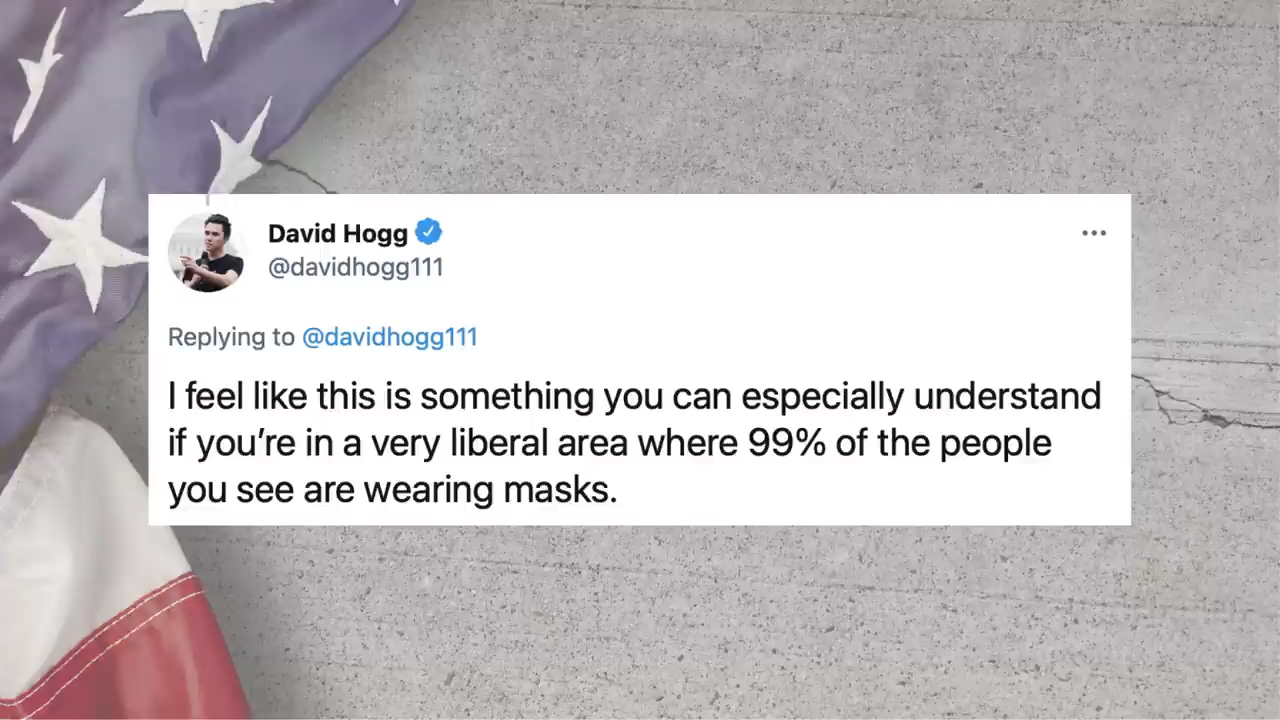 David Hogg
@davidhogg111
Replying to @davidhogg111
I feel like this is something you can especially understand
if you’re in a very liberal area where 99% of the people
you see are wearing masks.